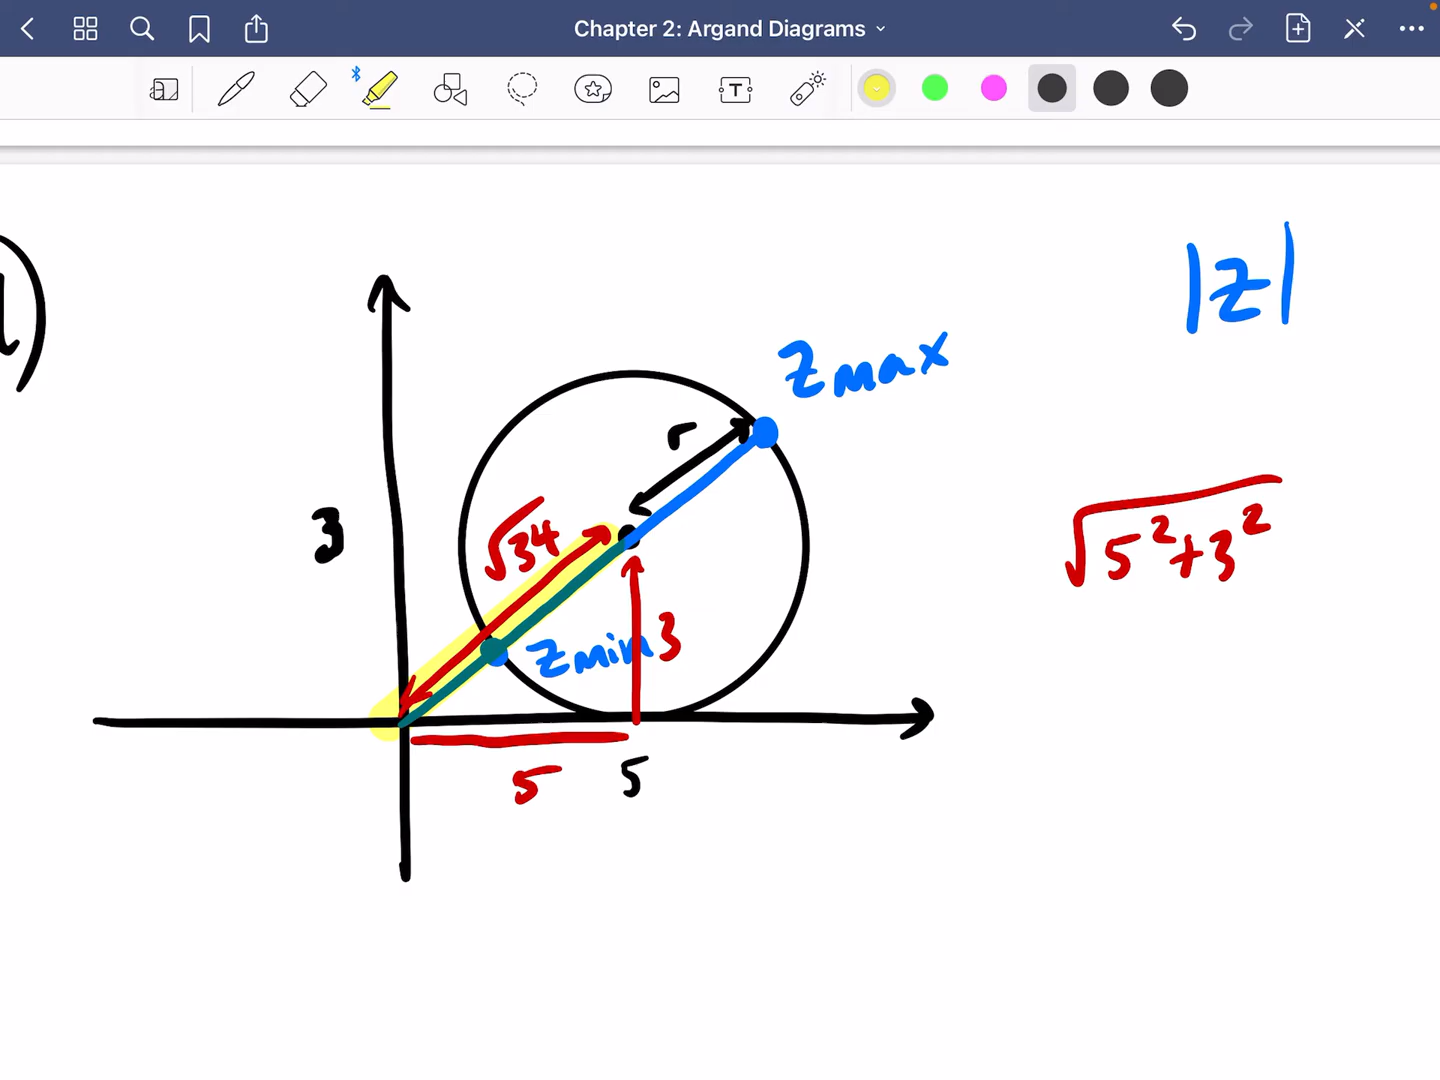 Chapter 2: Argand Diagrams
T
|z|
Zmax
r
3
√34
√5²+3²
Zmin
3
5
5